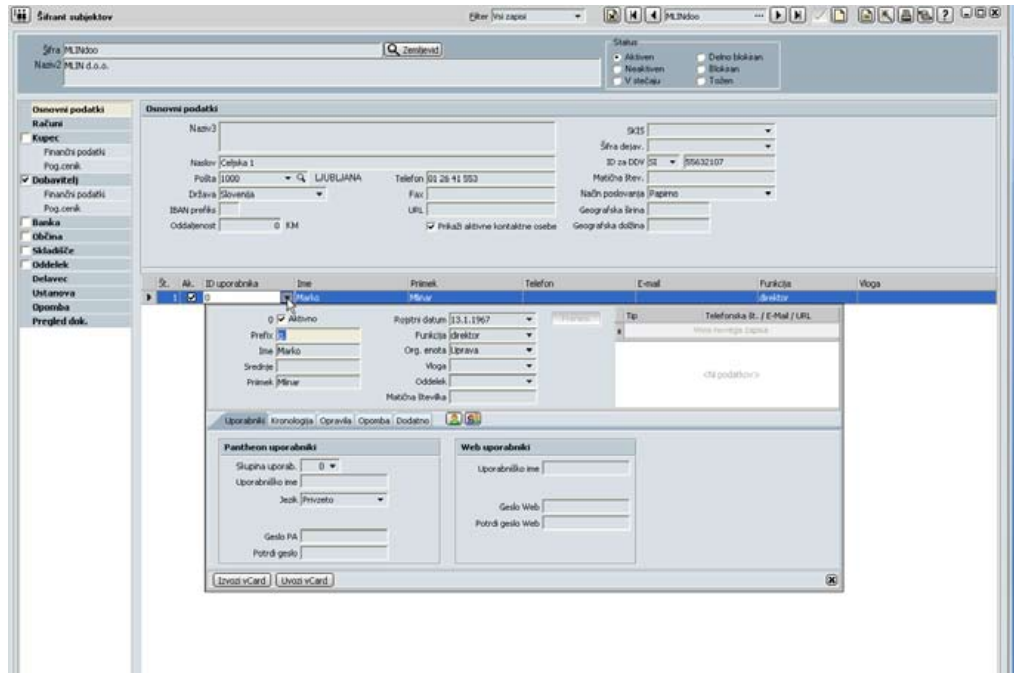 Šifrant subjektov
Filter Vsi zapisi
MLINdoo
Šifra MLINdoo
Zemljevid
Naziv2 MLIN d.o.o.
Status
Aktiven
Delno blokiran
Neaktiven
Blokiran
V stečaju
Tožen
Osnovni podatki
Računi
Kupec
Finančni podatki
Pog.cenik
Dobavitelj
Finančni podatki
Pog.cenik
Banka
Občina
Skladišče
Oddelek
Delavec
Ustanova
Opomba
Pregled dok.
Osnovni podatki
Naziv3
Naslov Celjska 1
Pošta 1000 LJUBLJANA
Država Slovenija
IBAN prefiks
Oddaljenost 0 KM
Telefon 01 26 41 553
Fax
URL
Prikaži aktivne kontaktne osebe
SKIS
Šifra dejav.
ID za DDV SI 55632107
Matična štev.
Način poslovanja Papirno
Geografska širina
Geografska dolžina
Št. Ak. ID uporabnika Ime Priimek Telefon E-mail Funkcija Vloga
1 0 Marko Mlinar direktor
0 Aktivno
Prefix g.
Ime Marko
Srednje
Priimek Mlinar
Rojstni datum 13.1.1967
Funkcija direktor
Org. enota Uprava
Vloga
Oddelek
Matična številka
Prenesi
Tip Telefonska št. / E-Mail / URL
Vnos novega zapisa
<Ni podatkov>
Uporabniki Kronologija Opravila Opomba Dodatno
Pantheon uporabniki
Skupina uporab. 0
Uporabniško ime
Jezik Privzeto
Geslo PA
Potrdi geslo
Web uporabniki
Uporabniško ime
Geslo Web
Potrdi geslo Web
Izvozi vCard Uvozi vCard